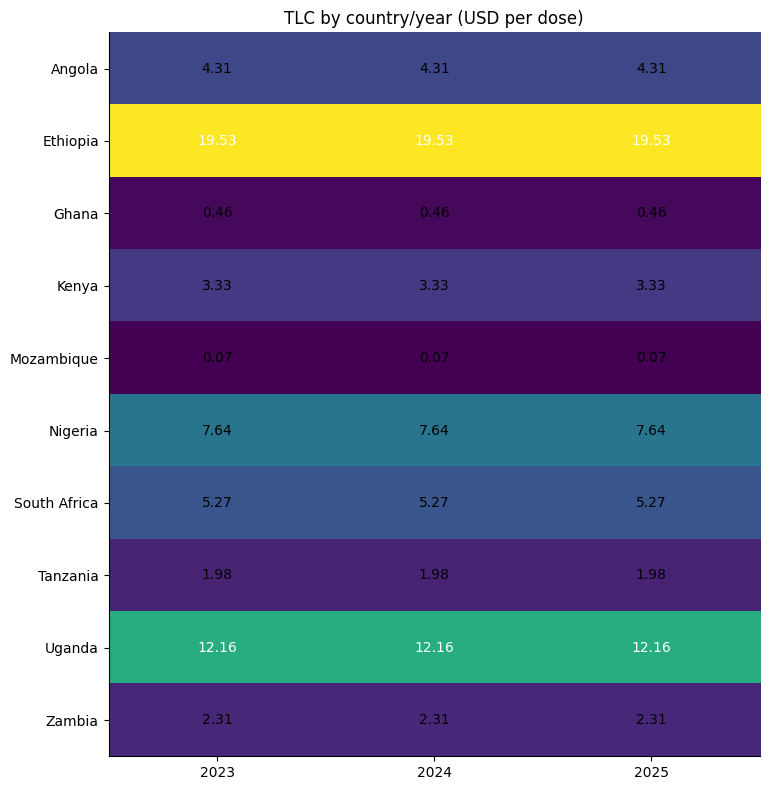 TLC by country/year (USD per dose)
Angola 4.31 4.31 4.31
Ethiopia 19.53 19.53 19.53
Ghana 0.46 0.46 0.46
Kenya 3.33 3.33 3.33
Mozambique 0.07 0.07 0.07
Nigeria 7.64 7.64 7.64
South Africa 5.27 5.27 5.27
Tanzania 1.98 1.98 1.98
Uganda 12.16 12.16 12.16
Zambia 2.31 2.31 2.31
2023 2024 2025